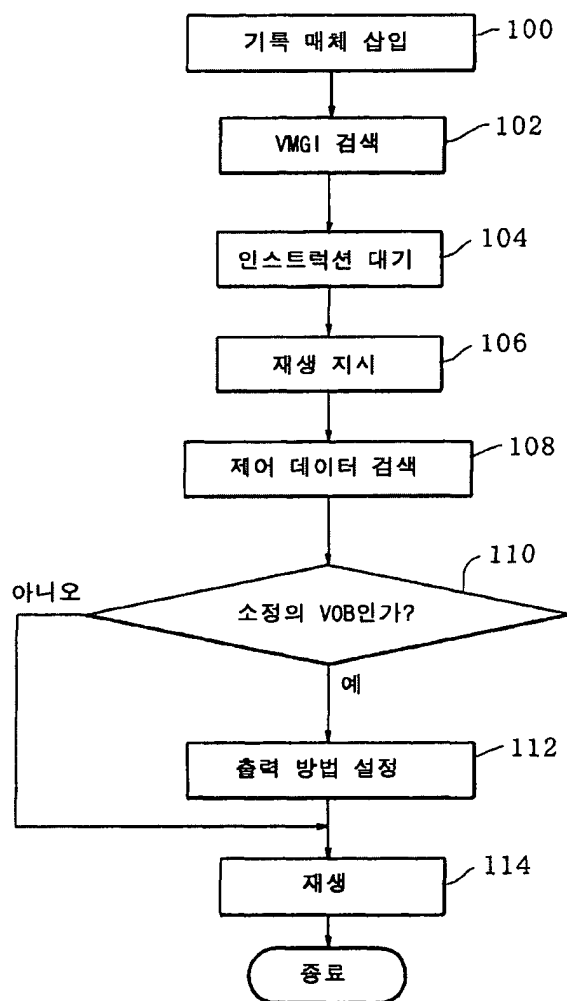 기록 매체 삽입
100
VMGI 검색
102
인스트럭션 대기
104
재생 지시
106
제어 데이터 검색
108
110
아니오
소정의 VOB인가?
예
출력 방법 설정
112
재생
114
종료